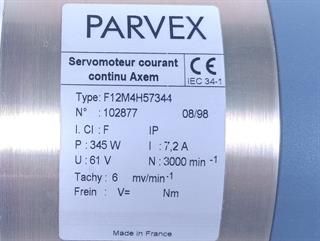 PARVEX
Servomoteur courant
continu Axem
CE
IEC 34-1
Type: F12M4H57344
N° : 102877 08/98
I. Cl : F IP
P : 345 W I : 7,2 A
U : 61 V N : 3000 min -1
Tachy : 6 mv/min-1
Frein : V= Nm
Made in France